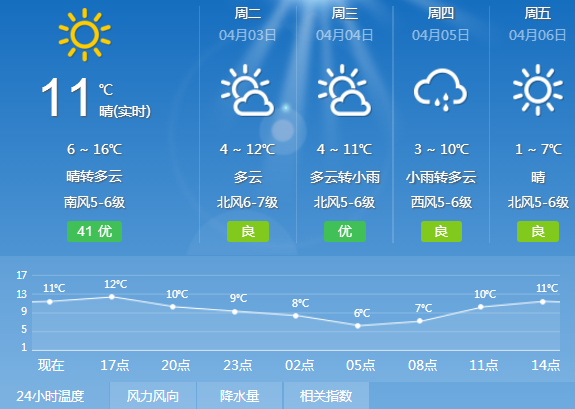 11℃
晴(实时)
6 ~ 16℃
晴转多云
南风5-6级
41 优
周二
04月03日
4 ~ 12℃
多云
北风6-7级
良
周三
04月04日
4 ~ 11℃
多云转小雨
北风5-6级
优
周四
04月05日
3 ~ 10℃
小雨转多云
西风5-6级
良
周五
04月06日
1 ~ 7℃
晴
北风5-6级
良
17
13
9
5
1
11℃ 12℃ 10℃ 9℃ 8℃ 6℃ 7℃ 10℃ 11℃
现在 17点 20点 23点 02点 05点 08点 11点 14点
24小时温度 风力风向 降水量 相关指数